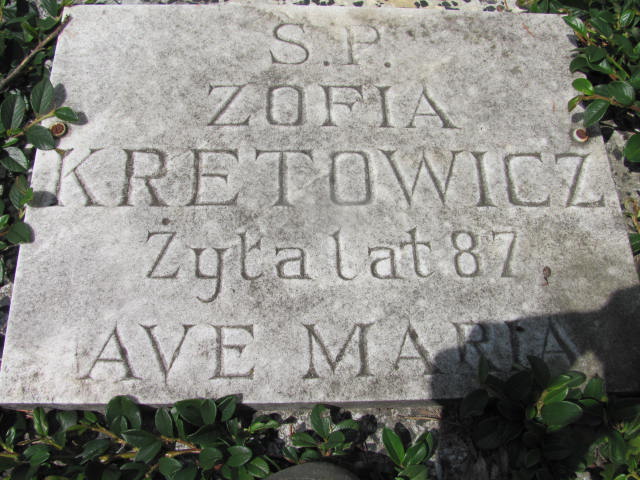 S.P.
ZOFIA
KRETOWICZ
Żyła lat 87
AVE MARIA